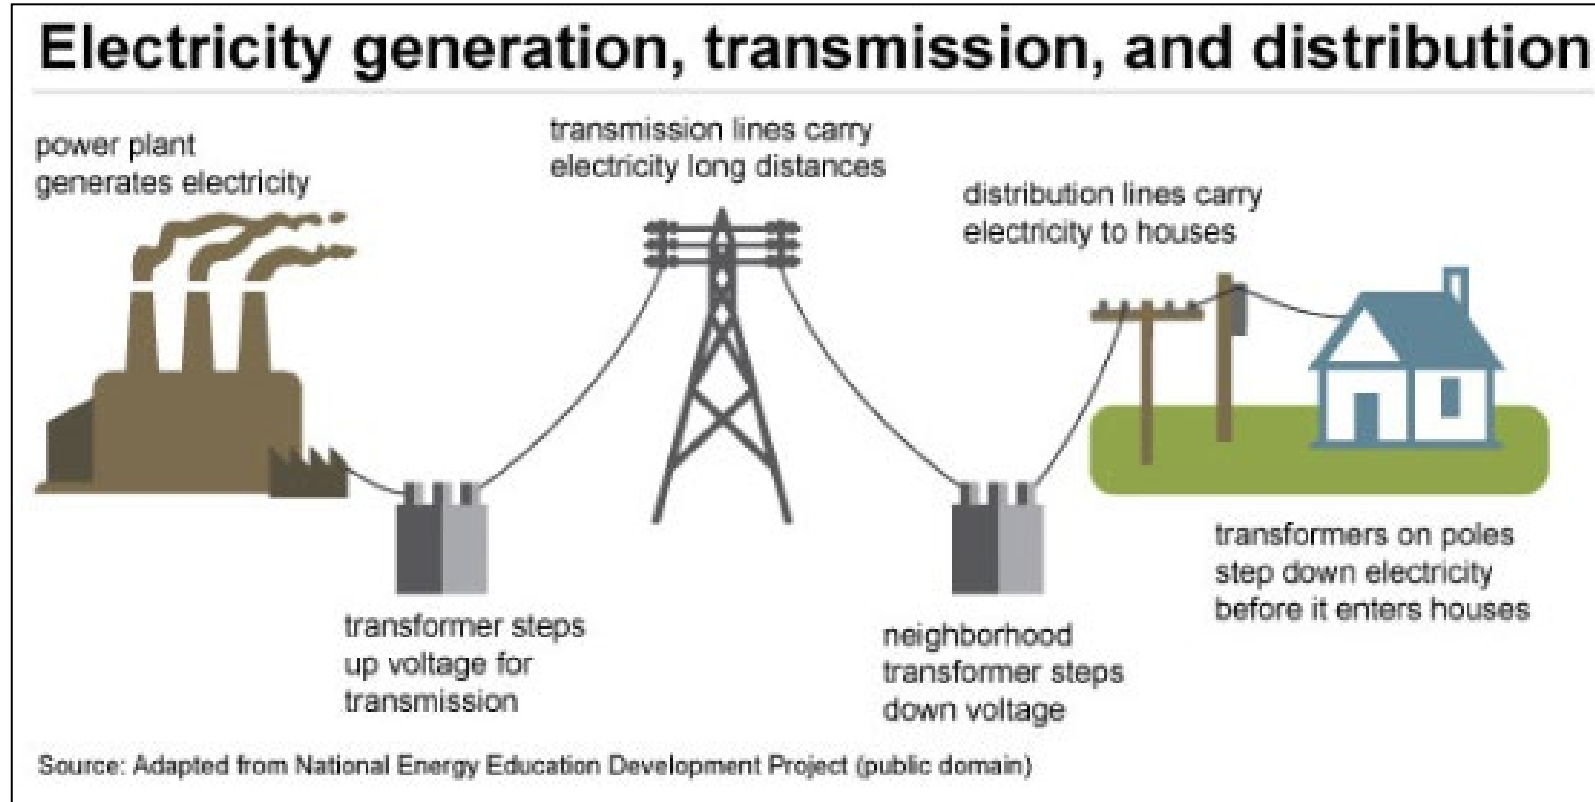 Electricity generation, transmission, and distribution
power plant
generates electricity
transmission lines carry
electricity long distances
distribution lines carry
electricity to houses
transformer steps
up voltage for
transmission
neighborhood
transformer steps
down voltage
transformers on poles
step down electricity
before it enters houses
Source: Adapted from National Energy Education Development Project (public domain)